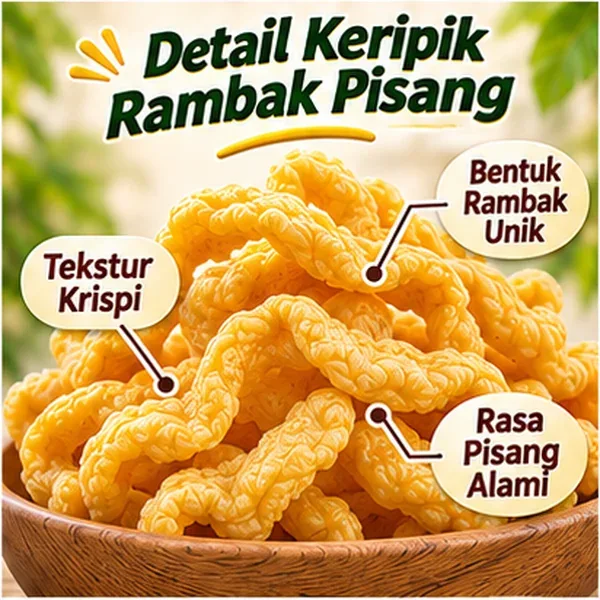 Detail Keripik
Rambak Pisang
Bentuk
Rambak
Unik
Tekstur
Krispi
Rasa
Pisang
Alami